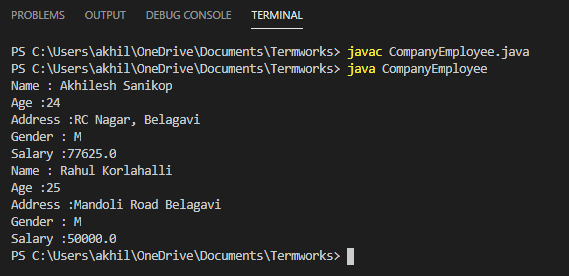 PROBLEMS OUTPUT DEBUG CONSOLE TERMINAL
PS C:\Users\akhil\OneDrive\Documents\Termworks> javac CompanyEmployee.java
PS C:\Users\akhil\OneDrive\Documents\Termworks> java CompanyEmployee
Name : Akhilesh Sanikop
Age :24
Address :RC Nagar, Belagavi
Gender : M
Salary :77625.0
Name : Rahul Korlahalli
Age :25
Address :Mandoli Road Belagavi
Gender : M
Salary :50000.0
PS C:\Users\akhil\OneDrive\Documents\Termworks>